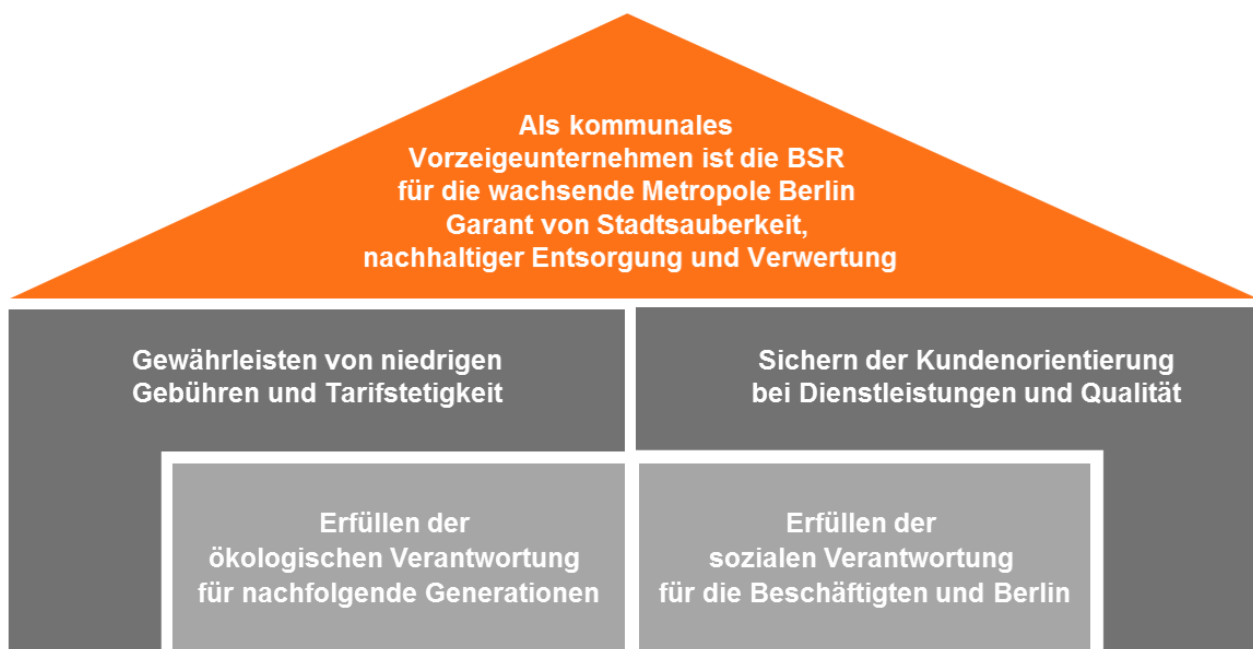 Als kommunales
Vorzeigeunternehmen ist die BSR
für die wachsende Metropole Berlin
Garant von Stadtsauberkeit,
nachhaltiger Entsorgung und Verwertung
Gewährleisten von niedrigen
Gebühren und Tarifstetigkeit
Sichern der Kundenorientierung
bei Dienstleistungen und Qualität
Erfüllen der
ökologischen Verantwortung
für nachfolgende Generationen
Erfüllen der
sozialen Verantwortung
für die Beschäftigten und Berlin